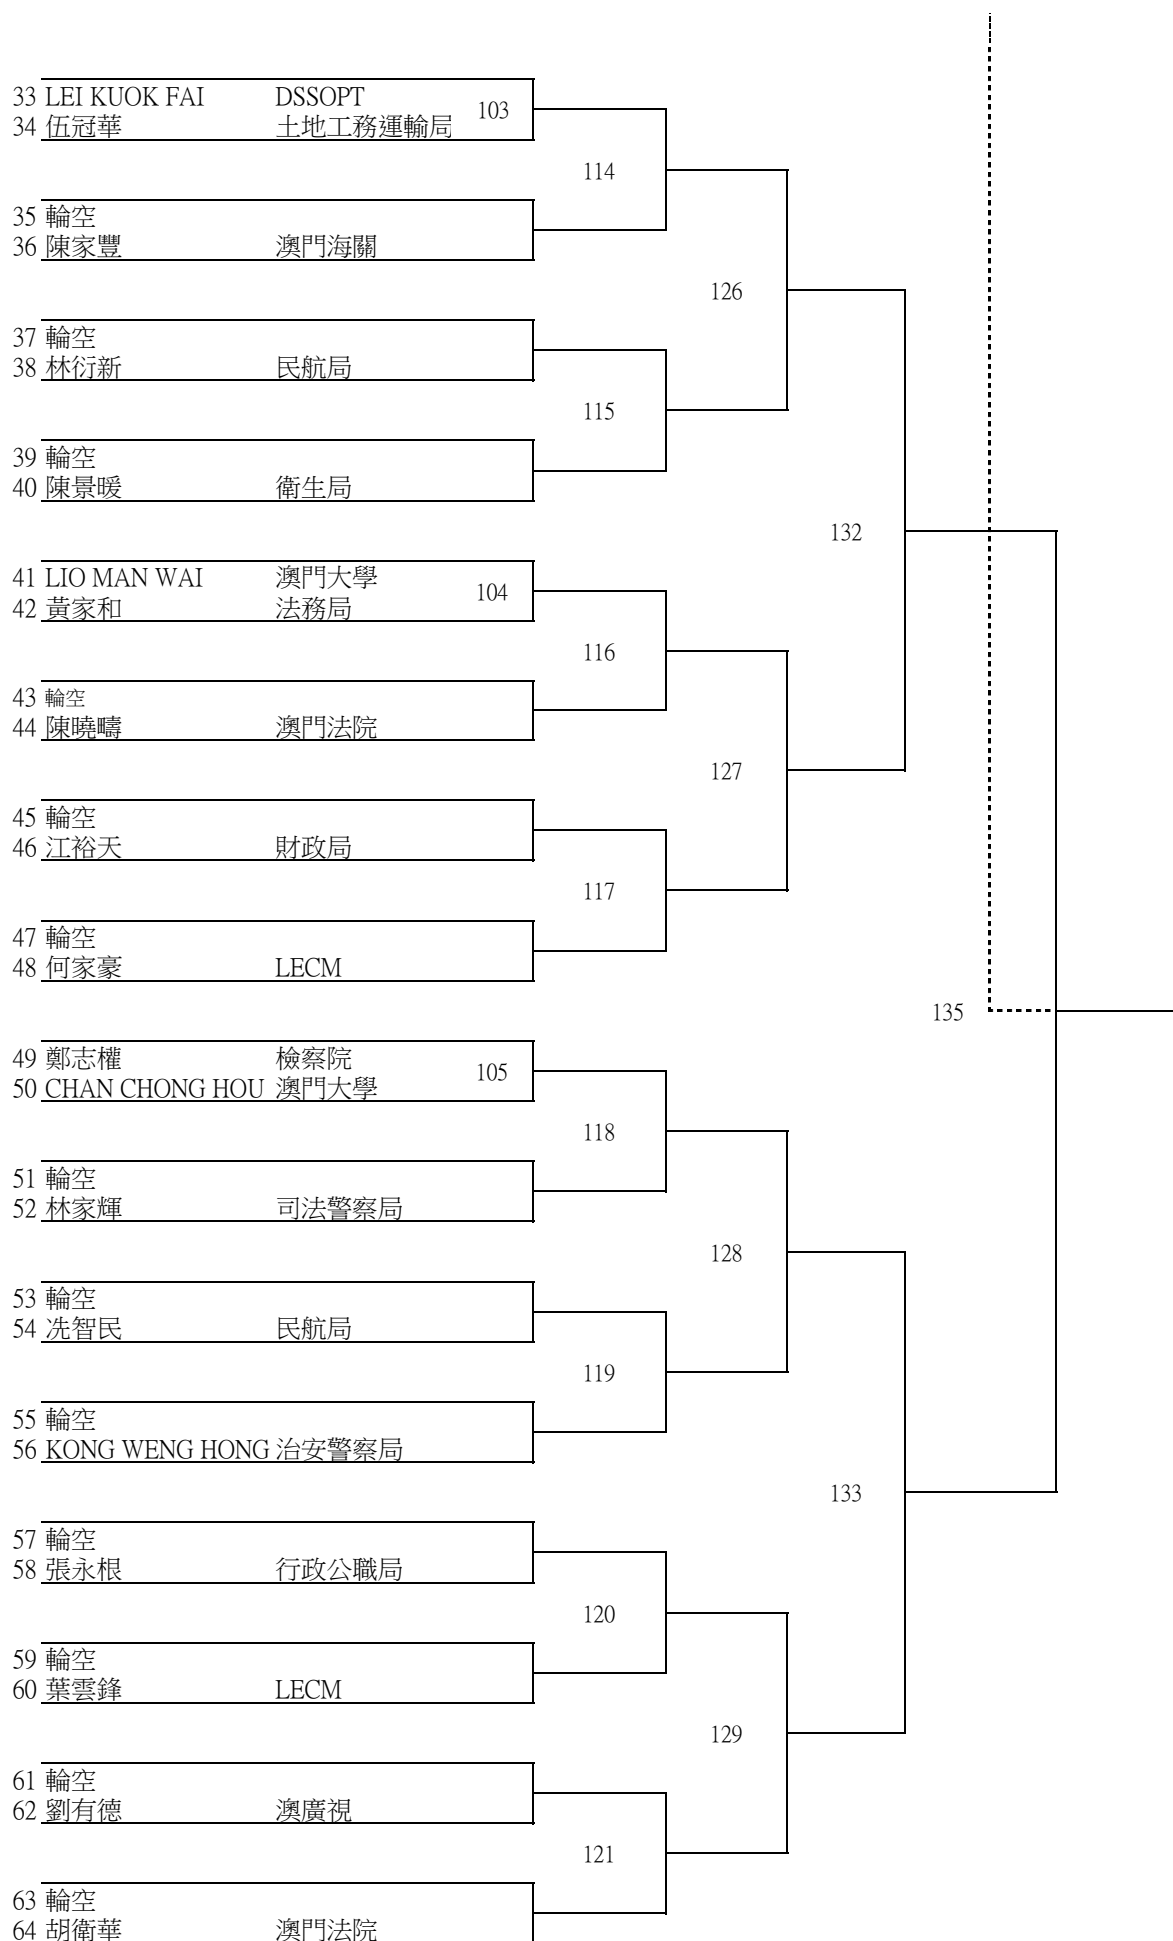 33 LEI KUOK FAI DSSOPT
103
34 伍冠華 土地工務運輸局
114
35 輪空
36 陳家豐 澳門海關
126
37 輪空
38 林衍新 民航局
115
39 輪空
40 陳景暖 衛生局
132
41 LIO MAN WAI 澳門大學
104
42 黃家和 法務局
116
43 輪空
44 陳曉疇 澳門法院
127
45 輪空
46 江裕天 財政局
117
47 輪空
48 何家豪 LECM
135
49 鄭志權 檢察院
105
50 CHAN CHONG HOU 澳門大學
118
51 輪空
52 林家輝 司法警察局
128
53 輪空
54 冼智民 民航局
119
55 輪空
56 KONG WENG HONG 治安警察局
133
57 輪空
58 張永根 行政公職局
120
59 輪空
60 葉雲鋒 LECM
129
61 輪空
62 劉有德 澳廣視
121
63 輪空
64 胡衛華 澳門法院